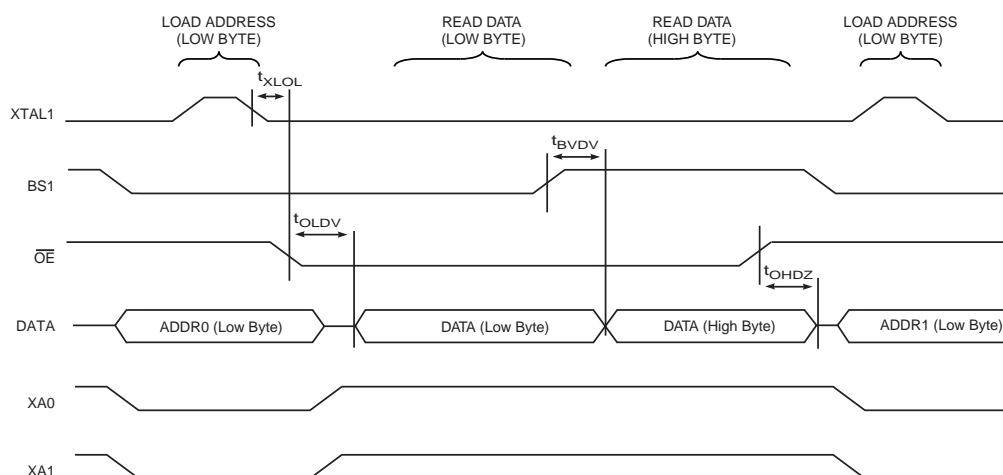 LOAD ADDRESS
(LOW BYTE)
READ DATA
(LOW BYTE)
READ DATA
(HIGH BYTE)
LOAD ADDRESS
(LOW BYTE)
tXLOL
XTAL1
tBVDV
BS1
tOLDV
OE
tOHDZ
DATA
ADDR0 (Low Byte)
DATA (Low Byte)
DATA (High Byte)
ADDR1 (Low Byte)
XA0
XA1